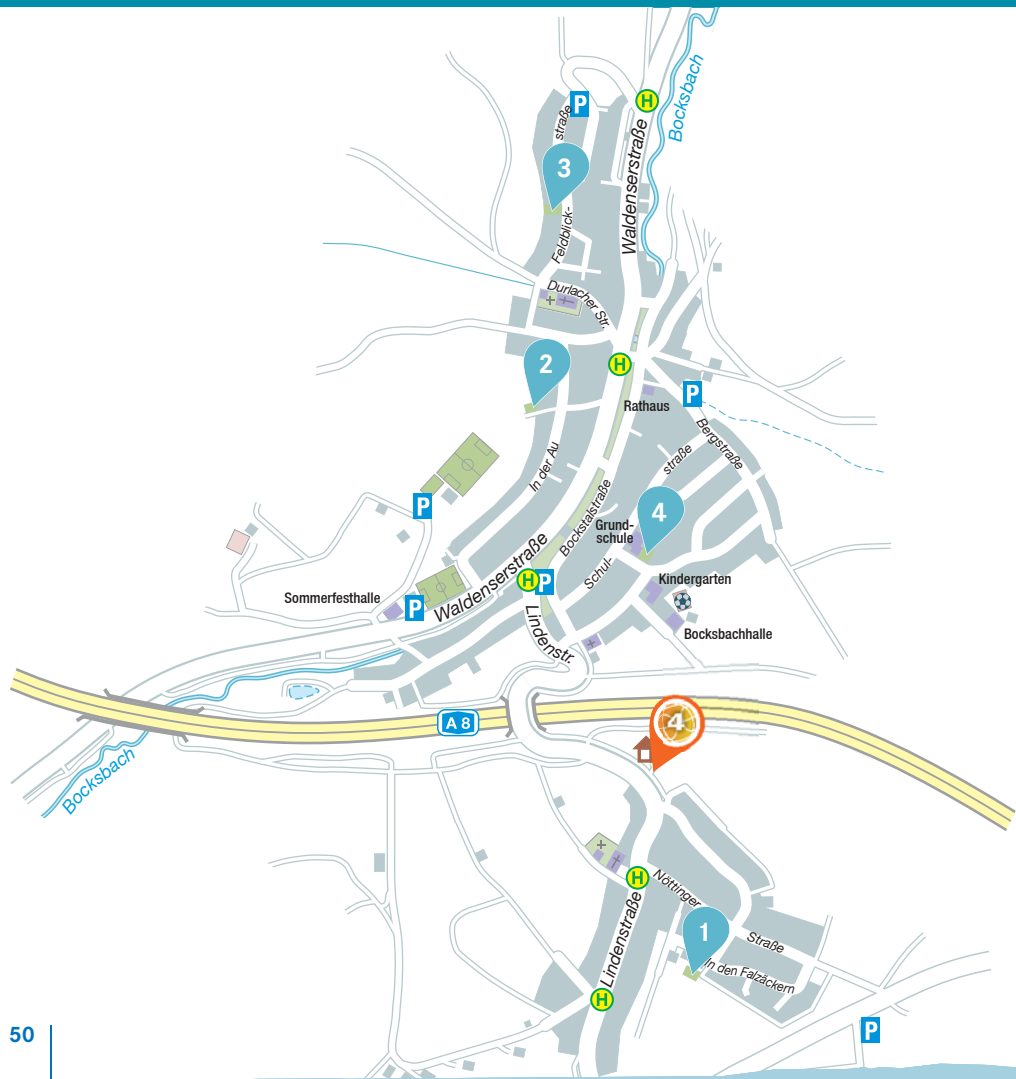 Bocksbach
H
P
straße
3
Feldblick-
Waldenserstraße
Durlacher Str.
2
H
Rathaus
P
Bergstraße
In der Au
straße
P
Bockstalstraße
4
Grund-
schule
Schul-
Kindergarten
Waldenserstraße
H
P
Sommerfesthalle
P
Lindenstr.
Bocksbachhalle
A 8
4
Bocksbach
H
Nöttinger
Straße
Lindenstraße
1
In den Falzäckern
H
P
50